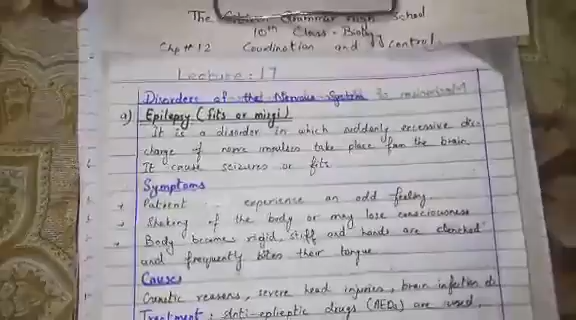 The Grammar High School
10th Class - Biology
Chp # 12 Coordination and Control.
Lecture : 17
Disorders of the Nervous System
a) Epilepsy (fits or mirgi)
It is a disorder in which suddenly excessive dis-
charge of nerve impulses take place from the brain
It cause seizures or fits
Symptoms
Patient experience an odd feeling
Shaking of the body or may lose consciousness
Body becomes rigid, stiff and hands are clenched
and frequently bites their tongue
Causes
Genetic reasons, severe head injuries, brain infection etc
Treatment : Anti-epileptic drugs (AEDs) are used.